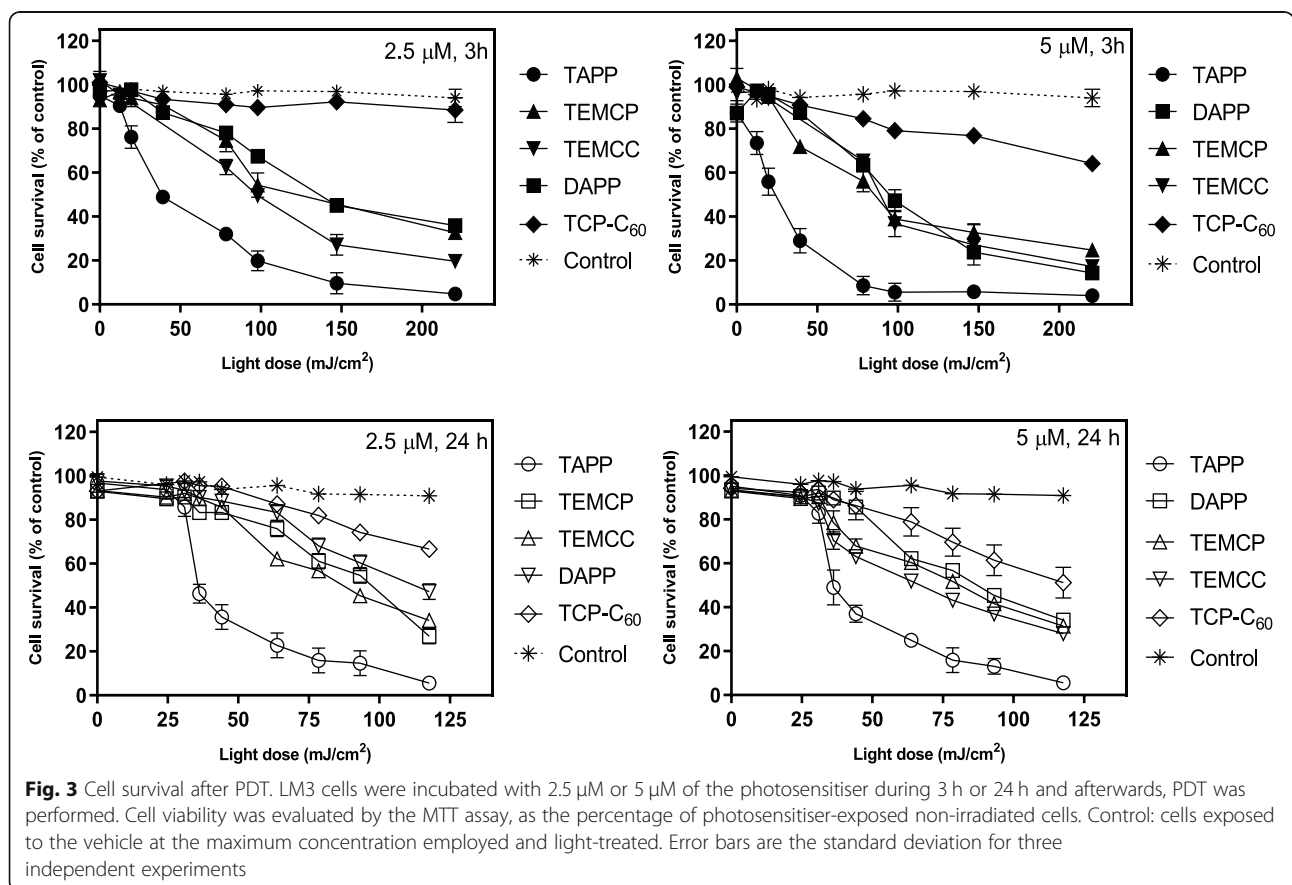 2.5 µM, 3h
Cell survival (% of control)
120
100
80
60
40
20
0
0 50 100 150 200
Light dose (mJ/cm²)
TAPP
TEMCP
TEMCC
DAPP
TCP-C₆₀
Control
5 µM, 3h
Cell survival (% of control)
120
100
80
60
40
20
0
0 50 100 150 200
Light dose (mJ/cm²)
TAPP
DAPP
TEMCP
TEMCC
TCP-C₆₀
Control
2.5 µM, 24 h
Cell survival (% of control)
120
100
80
60
40
20
0
0 25 50 75 100 125
Light dose (mJ/cm²)
TAPP
TEMCP
TEMCC
DAPP
TCP-C₆₀
Control
5 µM, 24 h
Cell survival (% of control)
120
100
80
60
40
20
0
0 25 50 75 100 125
Light dose (mJ/cm²)
TAPP
DAPP
TEMCP
TEMCC
TCP-C₆₀
Control
Fig. 3 Cell survival after PDT. LM3 cells were incubated with 2.5 µM or 5 µM of the photosensitiser during 3 h or 24 h and afterwards, PDT was
performed. Cell viability was evaluated by the MTT assay, as the percentage of photosensitiser-exposed non-irradiated cells. Control: cells exposed
to the vehicle at the maximum concentration employed and light-treated. Error bars are the standard deviation for three
independent experiments